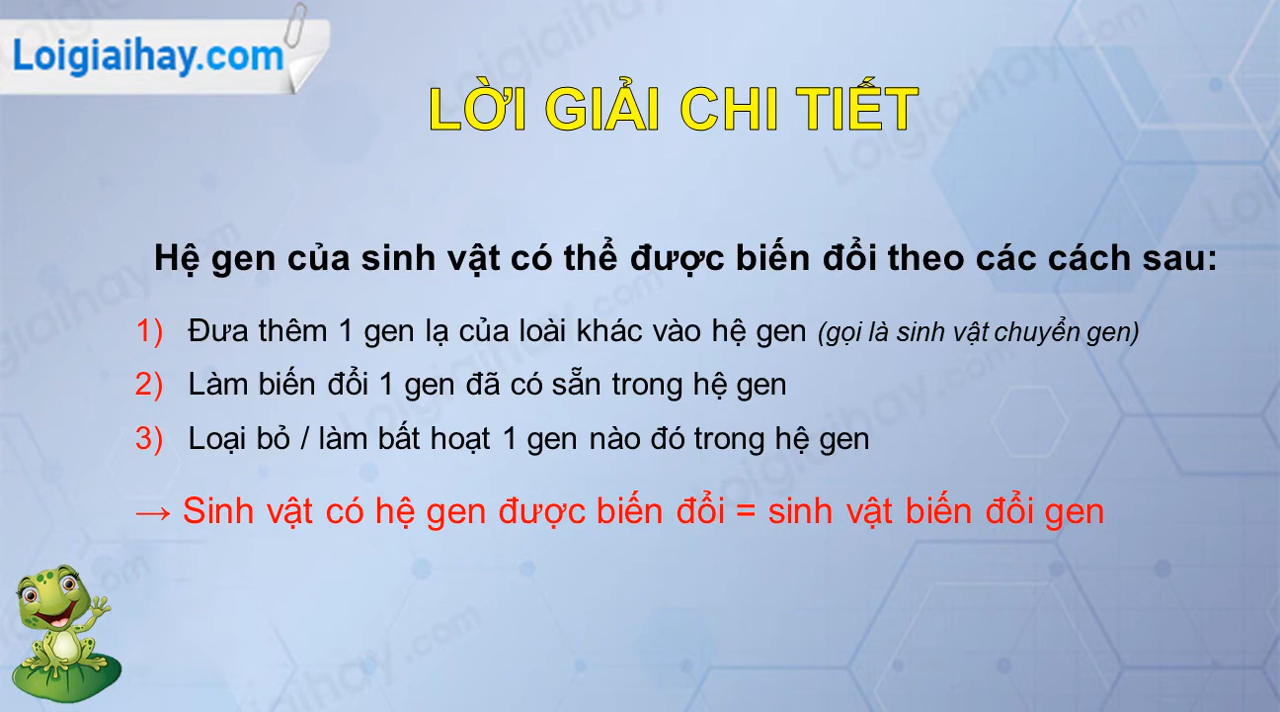 Loigiaihay.com
LỜI GIẢI CHI TIẾT
Hệ gen của sinh vật có thể được biến đổi theo các cách sau:
1) Đưa thêm 1 gen lạ của loài khác vào hệ gen (gọi là sinh vật chuyển gen)
2) Làm biến đổi 1 gen đã có sẵn trong hệ gen
3) Loại bỏ / làm bất hoạt 1 gen nào đó trong hệ gen
→ Sinh vật có hệ gen được biến đổi = sinh vật biến đổi gen